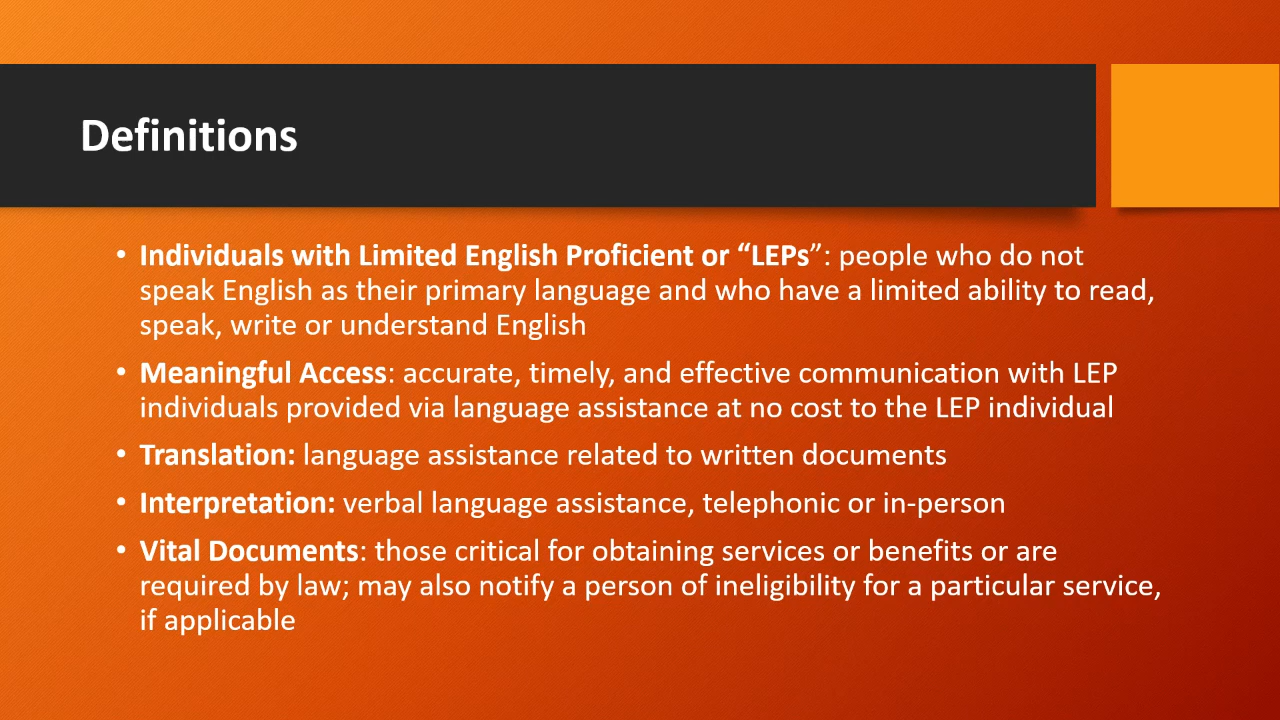 Definitions
• Individuals with Limited English Proficient or “LEPs”: people who do not
speak English as their primary language and who have a limited ability to read,
speak, write or understand English
• Meaningful Access: accurate, timely, and effective communication with LEP
individuals provided via language assistance at no cost to the LEP individual
• Translation: language assistance related to written documents
• Interpretation: verbal language assistance, telephonic or in-person
• Vital Documents: those critical for obtaining services or benefits or are
required by law; may also notify a person of ineligibility for a particular service,
if applicable